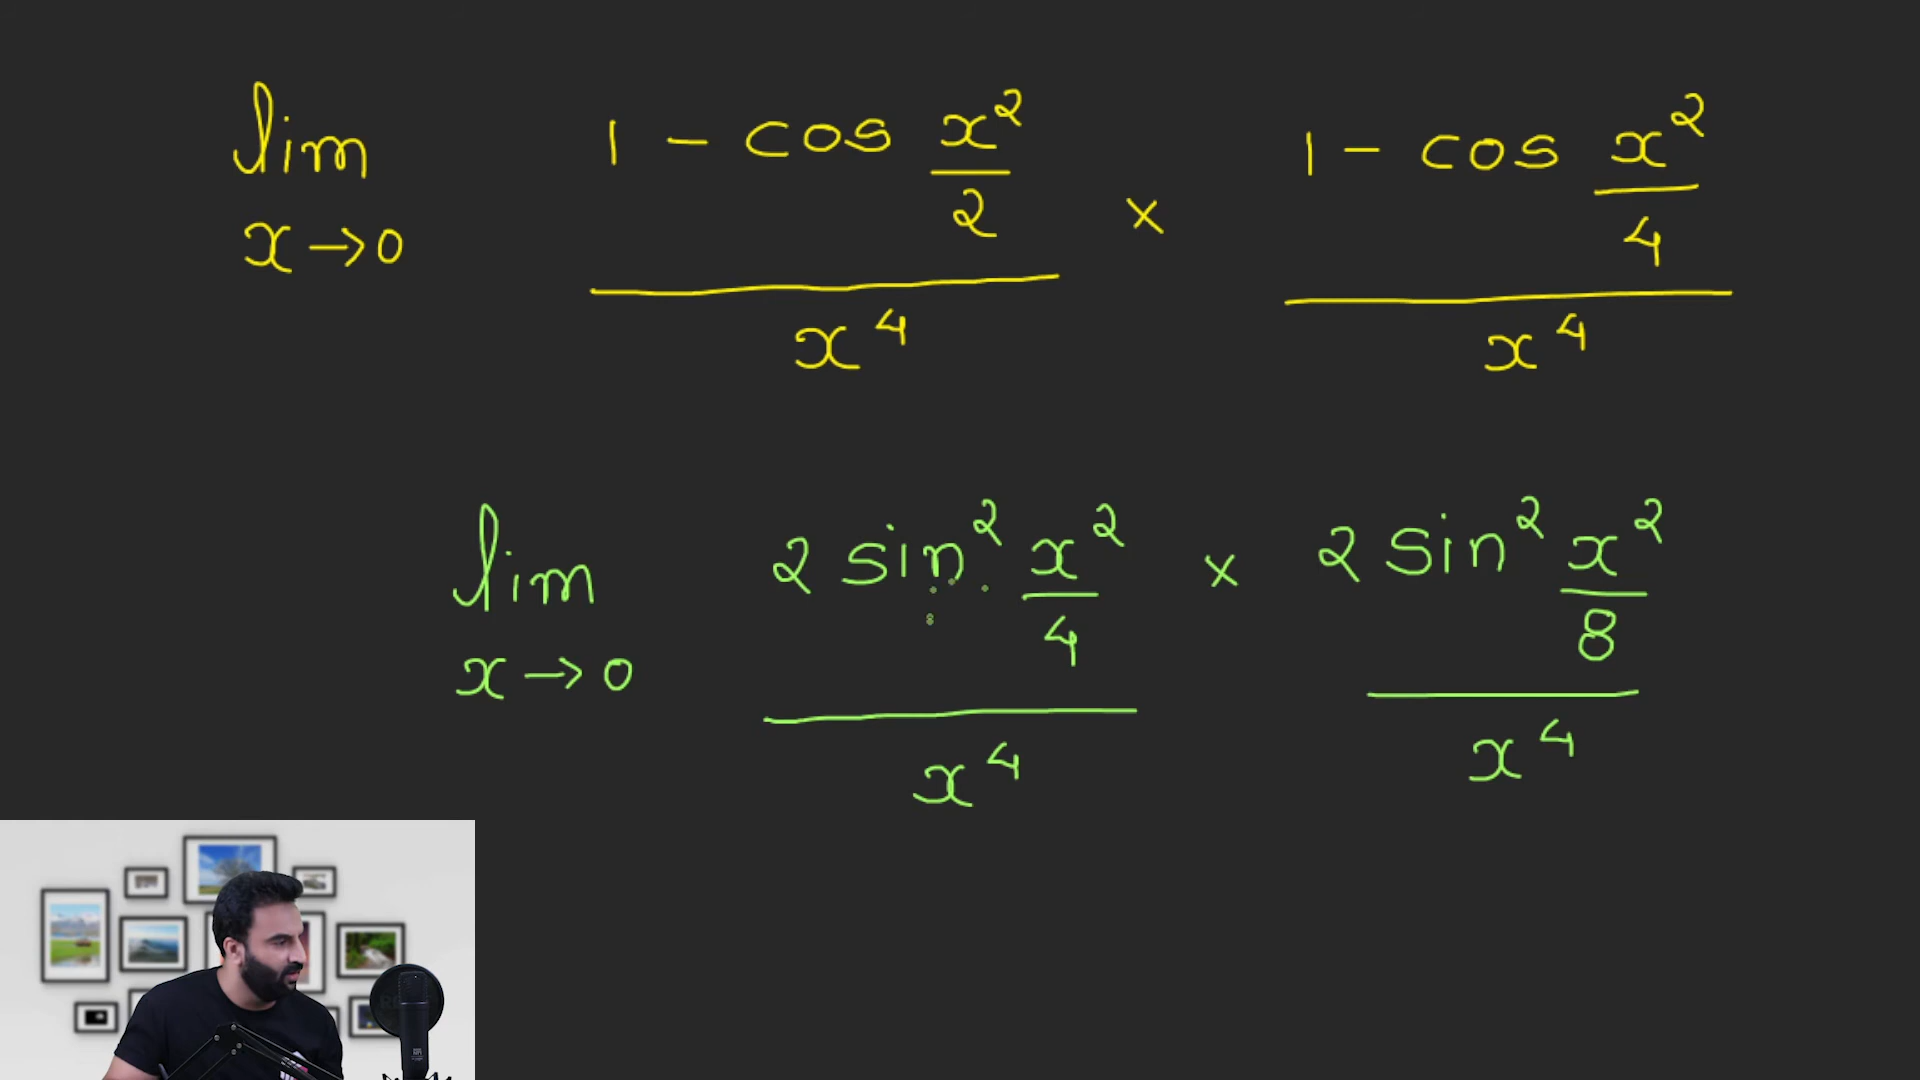 lim x→0 (1 - cos x²/2)/x⁴ × (1 - cos x²/4)/x⁴
lim x→0 (2 sin² x²/4)/x⁴ × (2 sin² x²/8)/x⁴